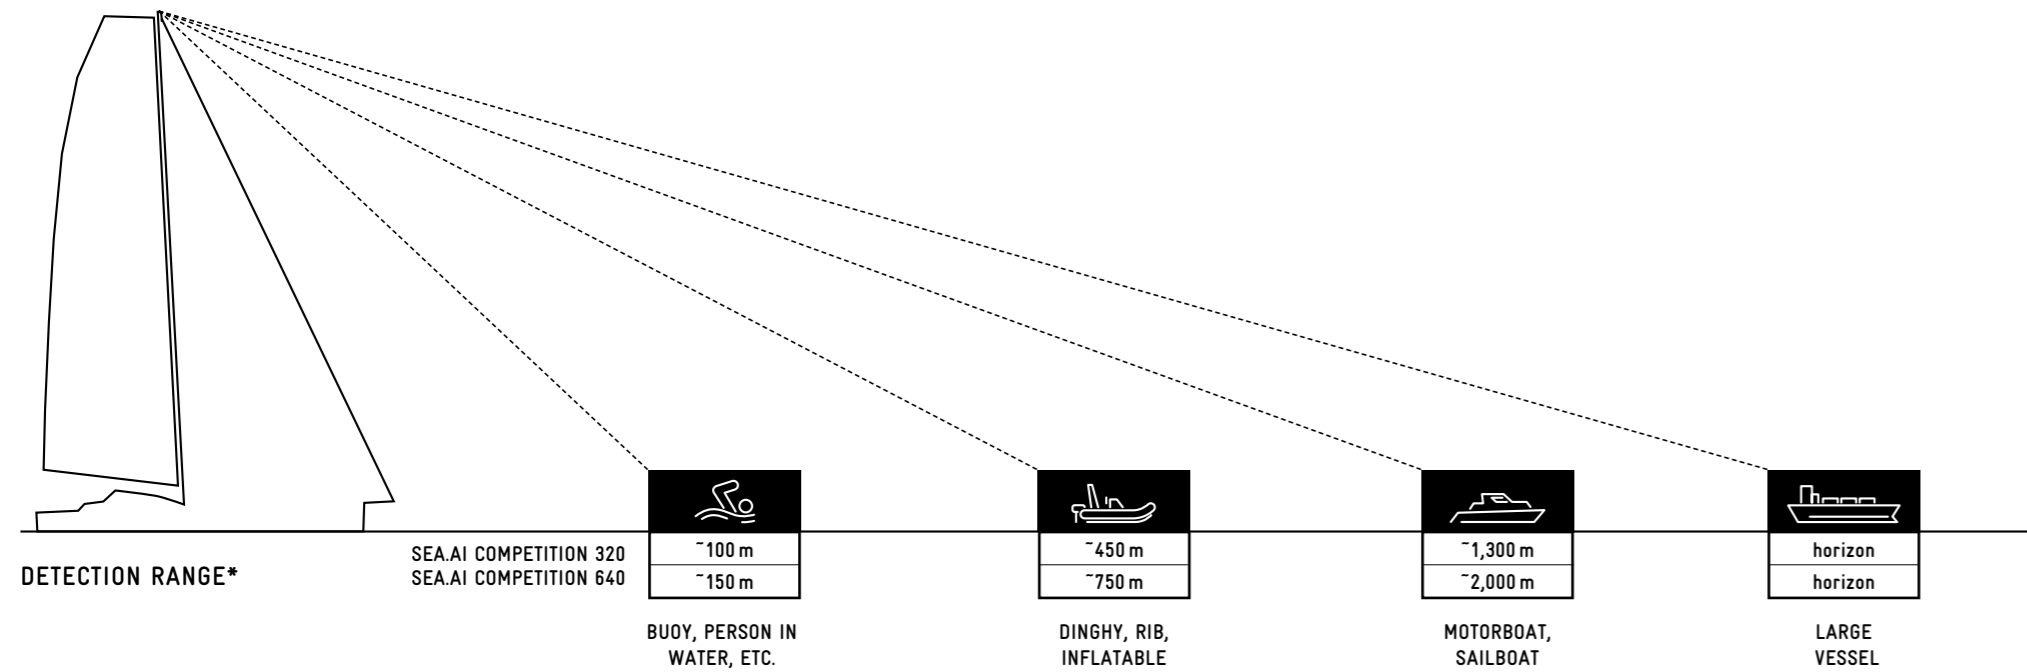 SEA.AI COMPETITION 320 ~100 m ~450 m ~1,300 m horizon
DETECTION RANGE*
SEA.AI COMPETITION 640 ~150 m ~750 m ~2,000 m horizon
BUOY, PERSON IN
WATER, ETC.
DINGHY, RIB,
INFLATABLE
MOTORBOAT,
SAILBOAT
LARGE
VESSEL